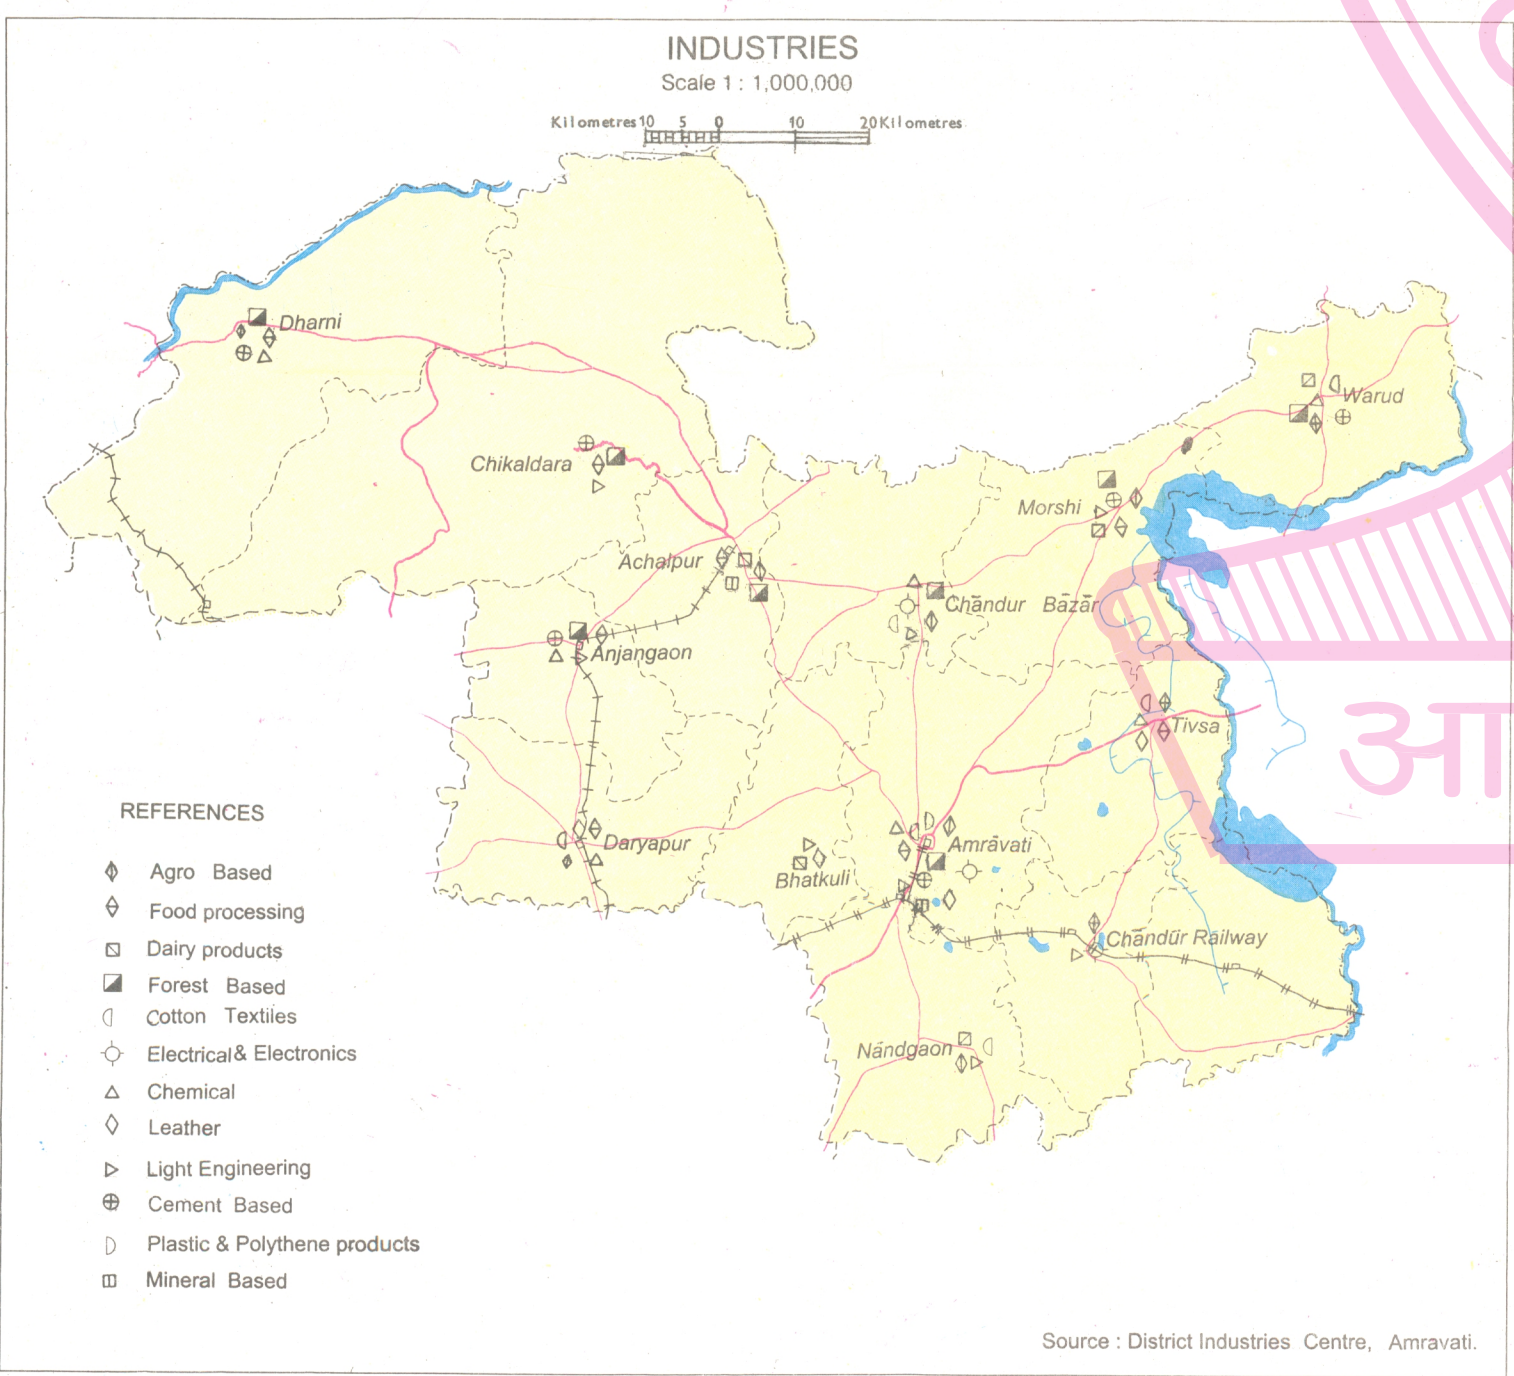 INDUSTRIES
Scale 1 : 1,000,000
Kilometres 10 5 0 10 20 Kilometres
Dharni
Warud
Chikaldara
Morshi
Achalpur
Chāndur Bāzār
Anjangaon
आ
Tivsa
REFERENCES
Daryapur
Amrāvati
Agro Based
Bhatkuli
Food processing
Chāndūr Railway
Dairy products
Forest Based
Cotton Textiles
Nāndgaon
Electrical & Electronics
Chemical
Leather
Light Engineering
Cement Based
Plastic & Polythene products
Mineral Based
Source : District Industries Centre, Amravati.